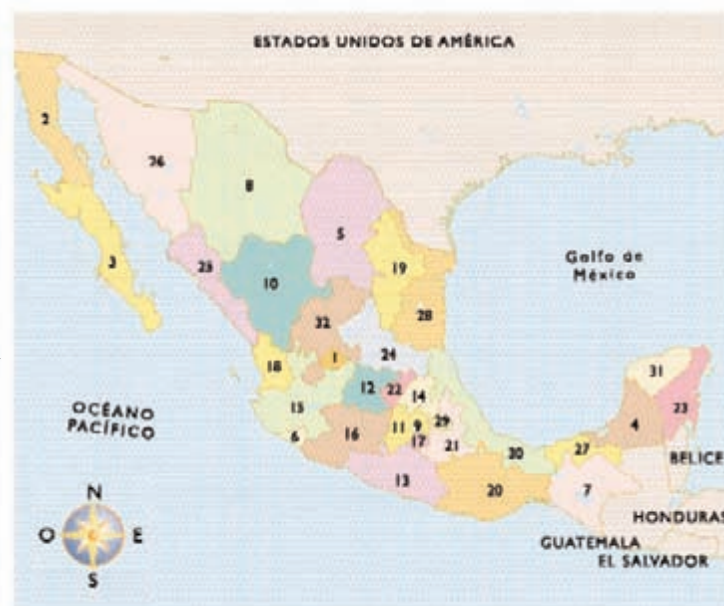 ESTADOS UNIDOS DE AMÉRICA
2
26
8
5
3
25
10
19
Golfo de
México
32
28
18
1
24
12
22
14
31
15
23
OCÉANO
PACÍFICO
6
16
11
9
29
17
21
4
30
27
BELICE
13
20
7
N
O
E
S
HONDURAS
GUATEMALA
EL SALVADOR